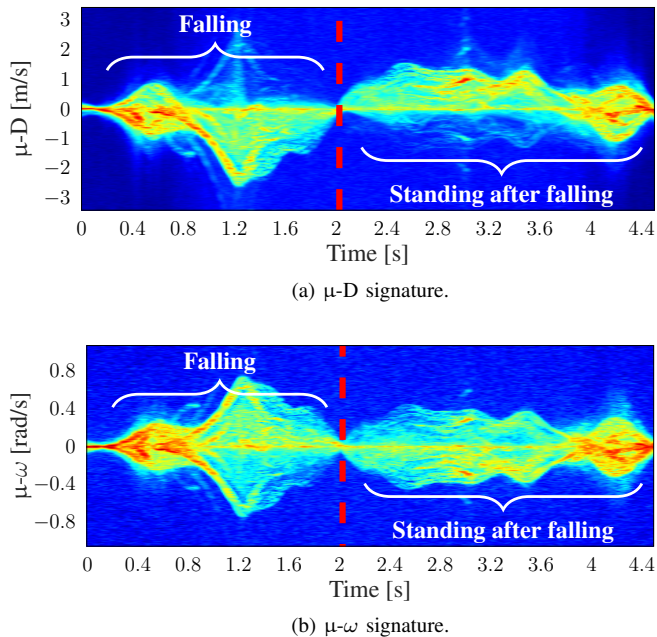 Falling
μ-D [m/s]
3
2
1
0
−1
−2
−3
Standing after falling
0 0.4 0.8 1.2 1.6 2 2.4 2.8 3.2 3.6 4 4.4
Time [s]
(a) μ-D signature.
Falling
μ-ω [rad/s]
0.8
0.4
0
−0.4
−0.8
Standing after falling
0 0.4 0.8 1.2 1.6 2 2.4 2.8 3.2 3.6 4 4.4
Time [s]
(b) μ-ω signature.